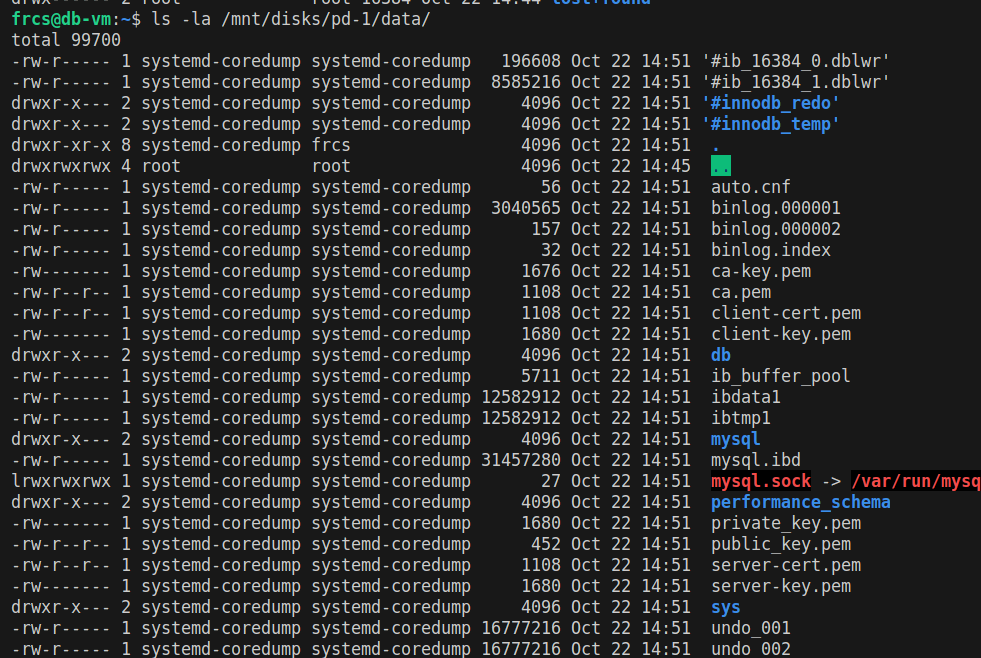 frcs@db-vm:~$ ls -la /mnt/disks/pd-1/data/
total 99700
-rw-r----- 1 systemd-coredump systemd-coredump   196608 Oct 22 14:51 '#ib_16384_0.dblwr'
-rw-r----- 1 systemd-coredump systemd-coredump  8585216 Oct 22 14:51 '#ib_16384_1.dblwr'
drwxr-x--- 2 systemd-coredump systemd-coredump     4096 Oct 22 14:51 '#innodb_redo'
drwxr-x--- 2 systemd-coredump systemd-coredump     4096 Oct 22 14:51 '#innodb_temp'
drwxr-xr-x 8 systemd-coredump frcs                 4096 Oct 22 14:51  .
drwxrwxrwx 4 root             root                 4096 Oct 22 14:45  ..
-rw-r----- 1 systemd-coredump systemd-coredump       56 Oct 22 14:51  auto.cnf
-rw-r----- 1 systemd-coredump systemd-coredump  3040565 Oct 22 14:51  binlog.000001
-rw-r----- 1 systemd-coredump systemd-coredump      157 Oct 22 14:51  binlog.000002
-rw-r----- 1 systemd-coredump systemd-coredump       32 Oct 22 14:51  binlog.index
-rw------- 1 systemd-coredump systemd-coredump     1676 Oct 22 14:51  ca-key.pem
-rw-r--r-- 1 systemd-coredump systemd-coredump     1108 Oct 22 14:51  ca.pem
-rw-r--r-- 1 systemd-coredump systemd-coredump     1108 Oct 22 14:51  client-cert.pem
-rw------- 1 systemd-coredump systemd-coredump     1680 Oct 22 14:51  client-key.pem
drwxr-x--- 2 systemd-coredump systemd-coredump     4096 Oct 22 14:51  db
-rw-r----- 1 systemd-coredump systemd-coredump     5711 Oct 22 14:51  ib_buffer_pool
-rw-r----- 1 systemd-coredump systemd-coredump 12582912 Oct 22 14:51  ibdata1
-rw-r----- 1 systemd-coredump systemd-coredump 12582912 Oct 22 14:51  ibtmp1
drwxr-x--- 2 systemd-coredump systemd-coredump     4096 Oct 22 14:51  mysql
-rw-r----- 1 systemd-coredump systemd-coredump 31457280 Oct 22 14:51  mysql.ibd
lrwxrwxrwx 1 systemd-coredump systemd-coredump       27 Oct 22 14:51  mysql.sock -> /var/run/mysq
drwxr-x--- 2 systemd-coredump systemd-coredump     4096 Oct 22 14:51  performance_schema
-rw------- 1 systemd-coredump systemd-coredump     1680 Oct 22 14:51  private_key.pem
-rw-r--r-- 1 systemd-coredump systemd-coredump      452 Oct 22 14:51  public_key.pem
-rw-r--r-- 1 systemd-coredump systemd-coredump     1108 Oct 22 14:51  server-cert.pem
-rw------- 1 systemd-coredump systemd-coredump     1680 Oct 22 14:51  server-key.pem
drwxr-x--- 2 systemd-coredump systemd-coredump     4096 Oct 22 14:51  sys
-rw-r----- 1 systemd-coredump systemd-coredump 16777216 Oct 22 14:51  undo_001
-rw-r----- 1 systemd-coredump systemd-coredump 16777216 Oct 22 14:51  undo_002